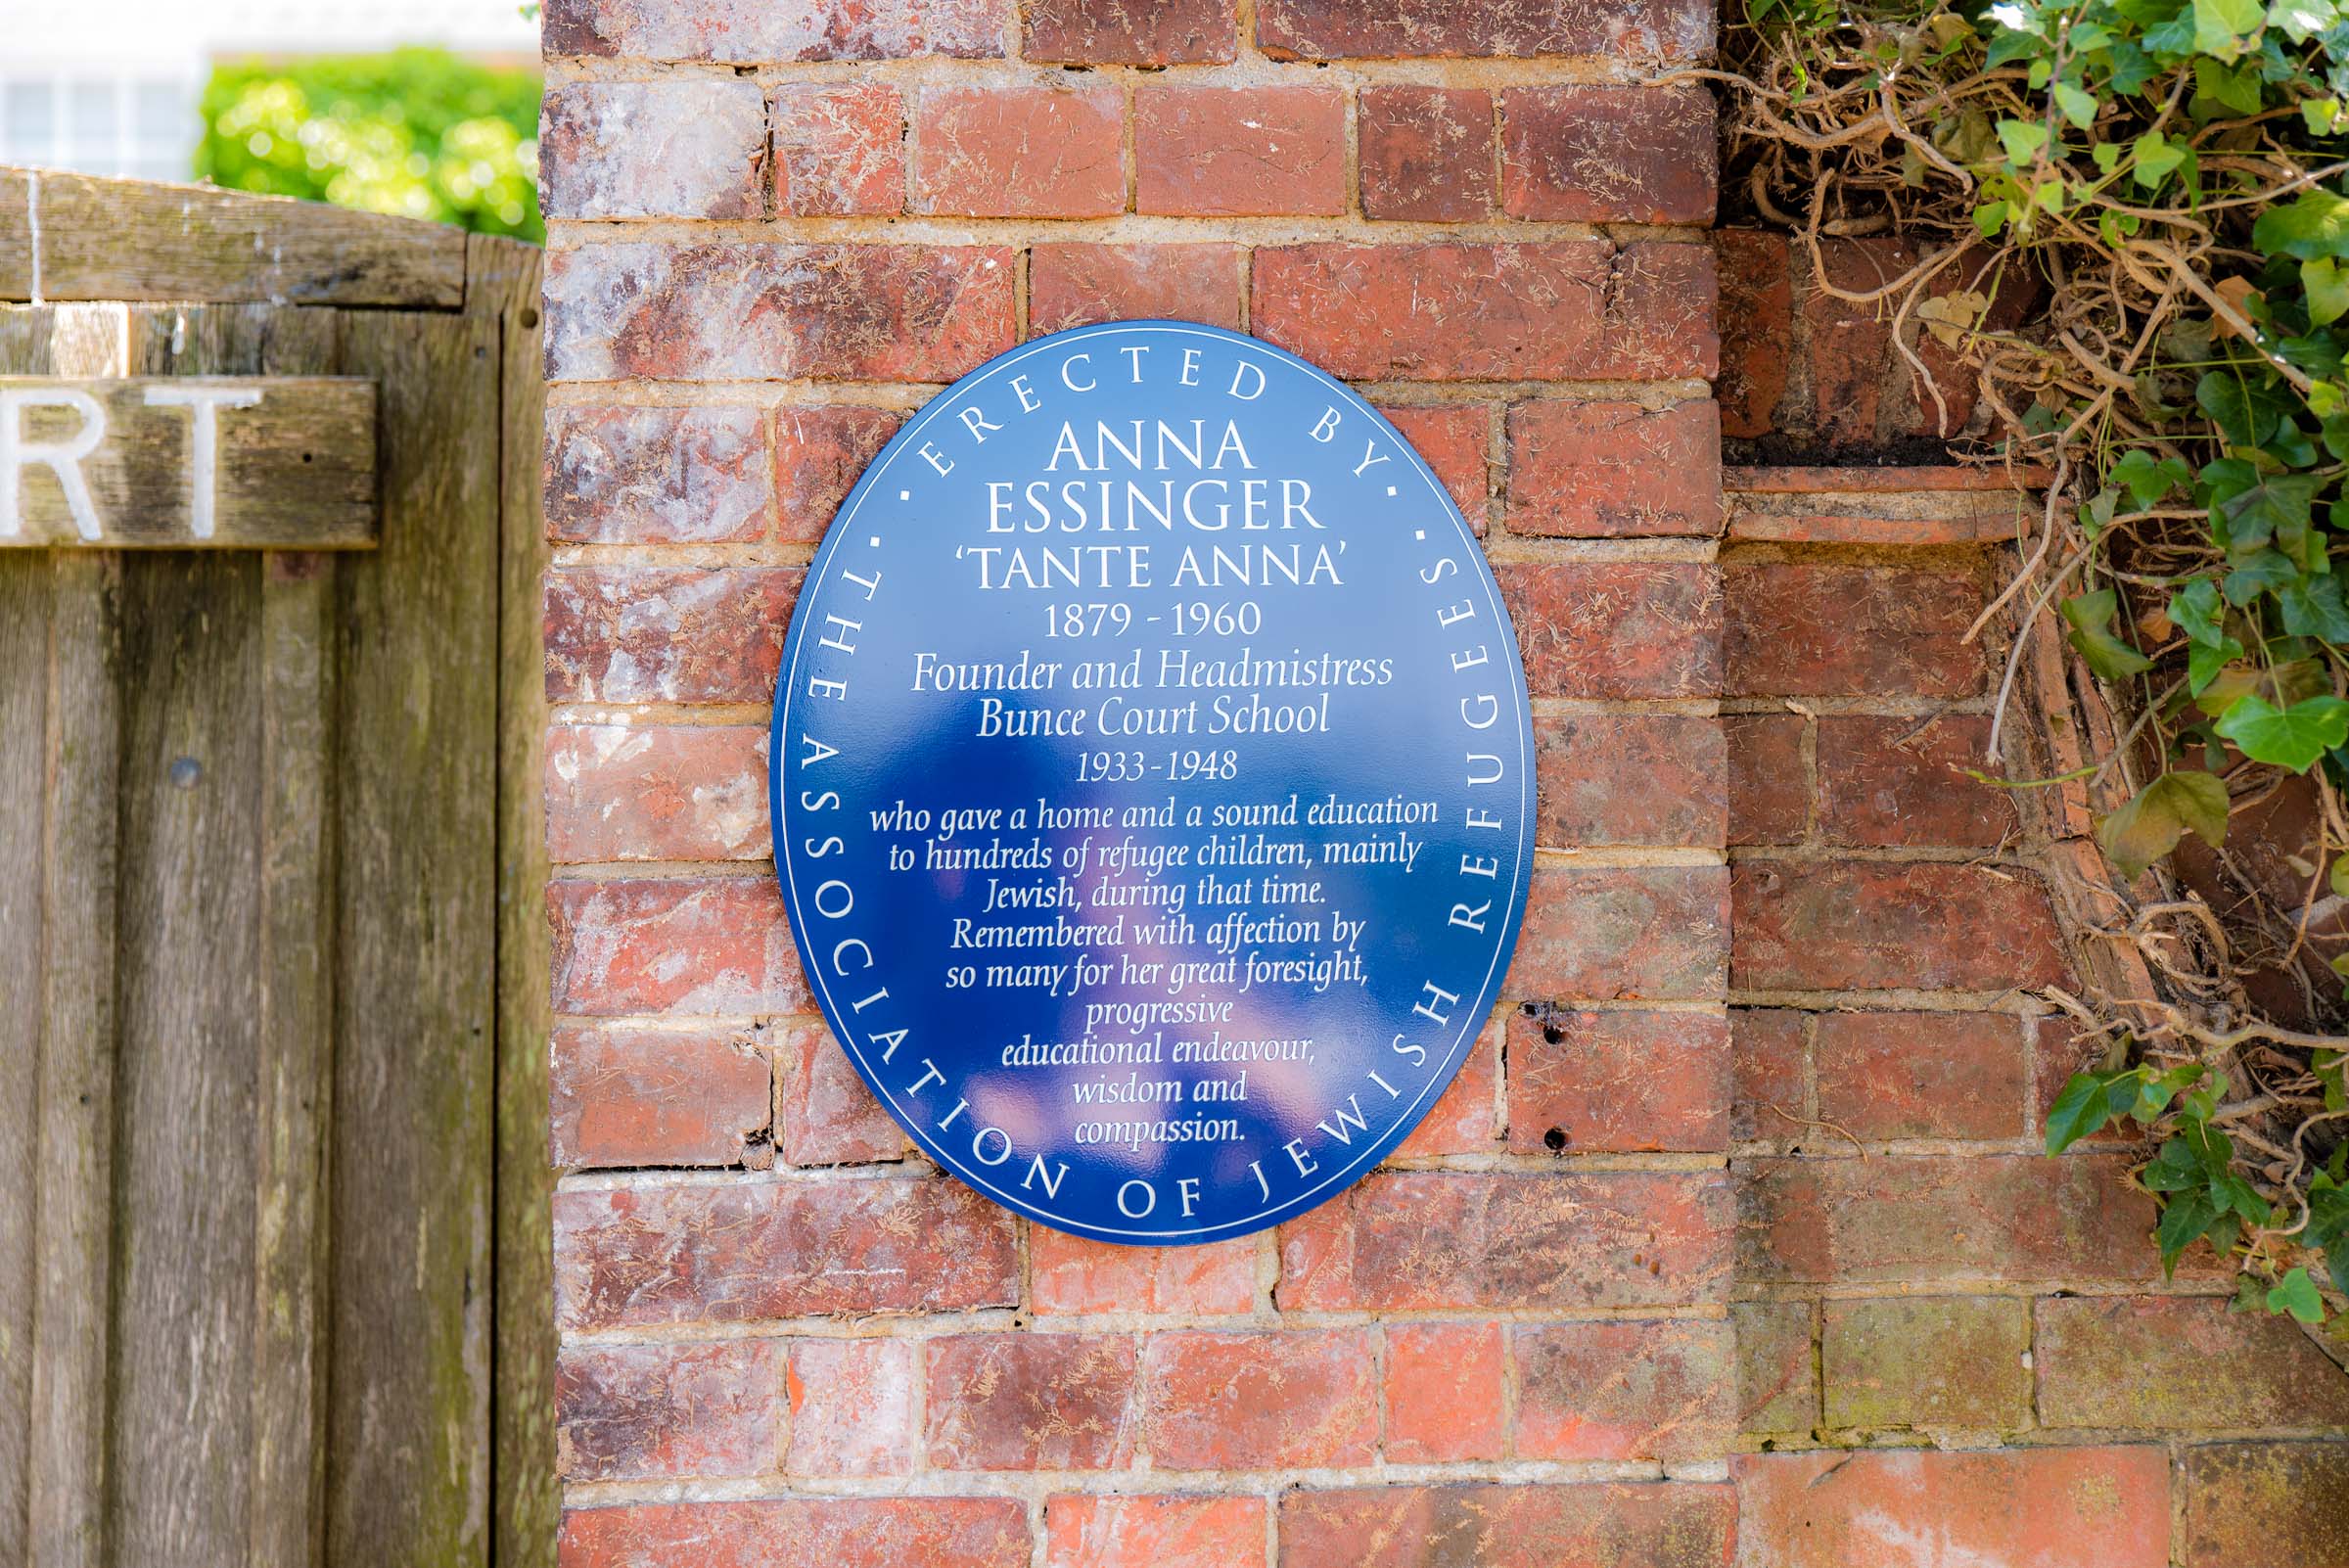 RT
· ERECTED BY ·
ANNA
ESSINGER
‘TANTE ANNA’
1879 - 1960
Founder and Headmistress
Bunce Court School
1933-1948
who gave a home and a sound education
to hundreds of refugee children, mainly
Jewish, during that time.
Remembered with affection by
so many for her great foresight,
progressive
educational endeavour,
wisdom and
compassion.
· THE ASSOCIATION OF JEWISH REFUGEES ·